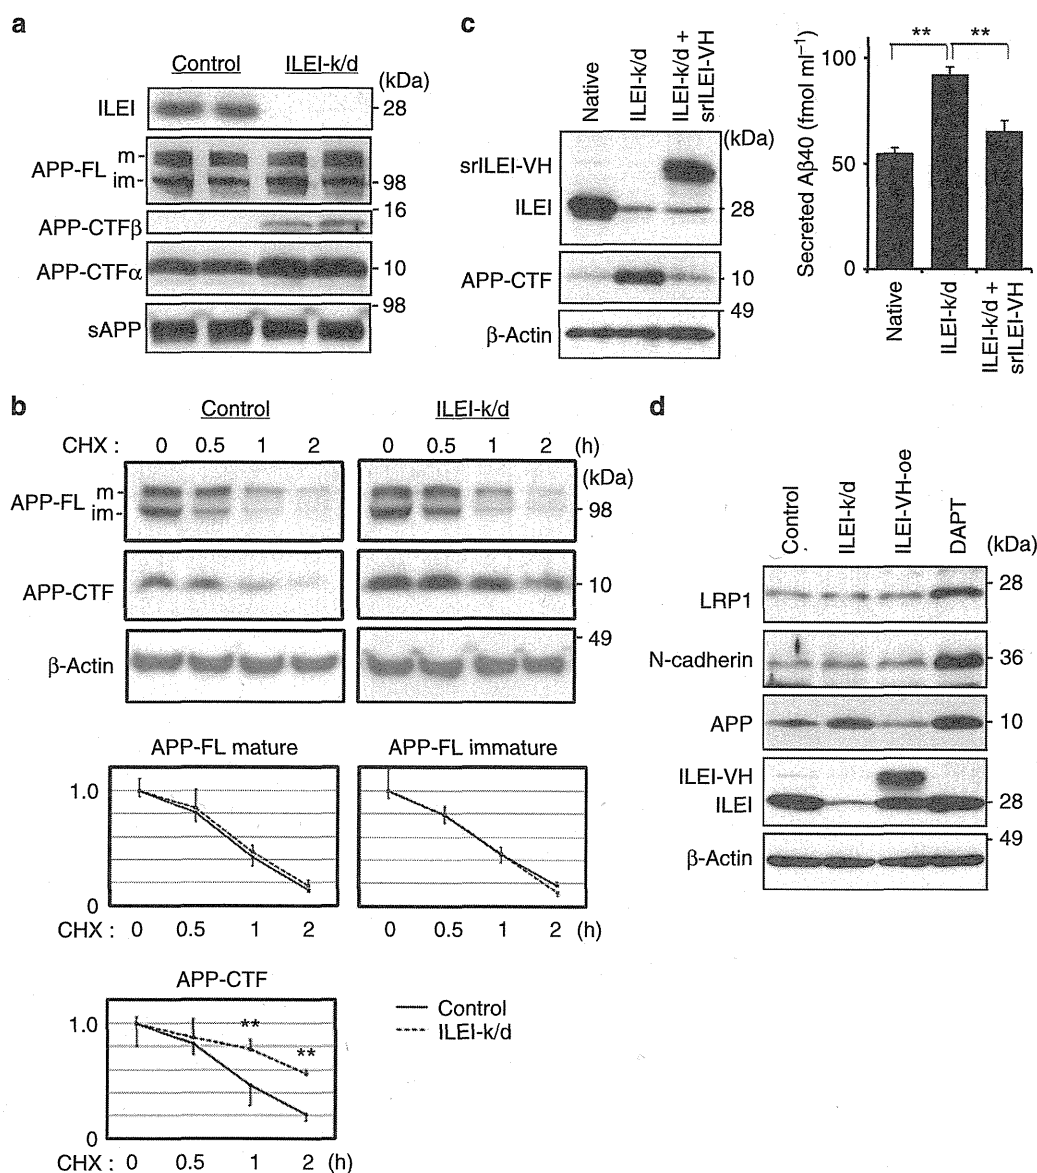 a
Control ILEI-k/d
(kDa)
ILEI 28
APP-FL m im 98
16
APP-CTFβ
APP-CTFα 10
98
sAPP
c
Native ILEI-k/d ILEI-k/d + srILEI-VH
(kDa)
srILEI-VH
ILEI 28
APP-CTF 10
49
β-Actin
Secreted Aβ40 (fmol ml⁻¹)
** **
100
50
0
Native ILEI-k/d ILEI-k/d + srILEI-VH
b
Control ILEI-k/d
CHX : 0 0.5 1 2 0 0.5 1 2 (h)
(kDa)
APP-FL m im 98
APP-CTF 10
49
β-Actin
APP-FL mature APP-FL immature
1.0
0
CHX : 0 0.5 1 2 0 0.5 1 2 (h)
APP-CTF
Control
ILEI-k/d
1.0
** **
0
CHX : 0 0.5 1 2 (h)
d
Control ILEI-k/d ILEI-VH-oe DAPT
(kDa)
LRP1 28
N-cadherin 36
APP 10
ILEI-VH
ILEI 28
49
β-Actin